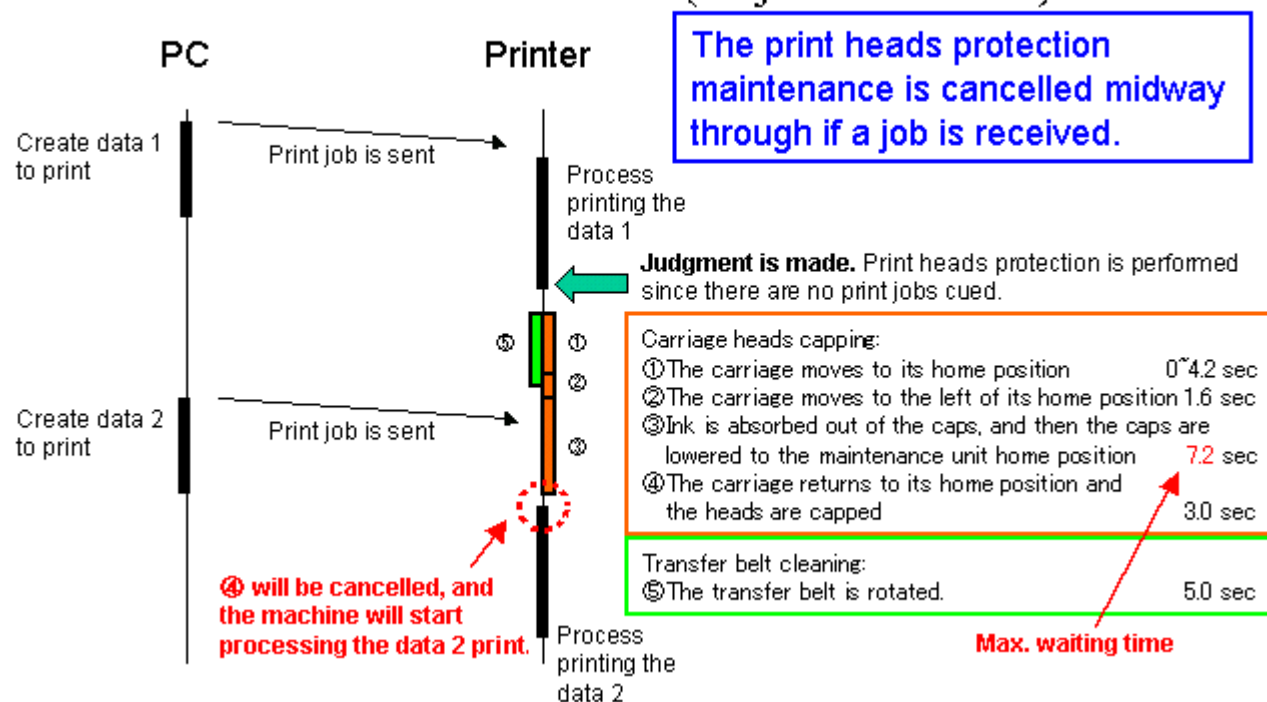 The print heads protection
maintenance is cancelled midway
through if a job is received.
PC
Printer
Create data 1
to print
Print job is sent
Process
printing the
data 1
Judgment is made. Print heads protection is performed
since there are no print jobs cued.
⑤
①
②
③
Carriage heads capping:
①The carriage moves to its home position 0~4.2 sec
②The carriage moves to the left of its home position 1.6 sec
③Ink is absorbed out of the caps, and then the caps are
lowered to the maintenance unit home position 7.2 sec
④The carriage returns to its home position and
the heads are capped 3.0 sec
Create data 2
to print
Print job is sent
Transfer belt cleaning:
⑤The transfer belt is rotated. 5.0 sec
④ will be cancelled, and
the machine will start
processing the data 2 print.
Max. waiting time
Process
printing the
data 2